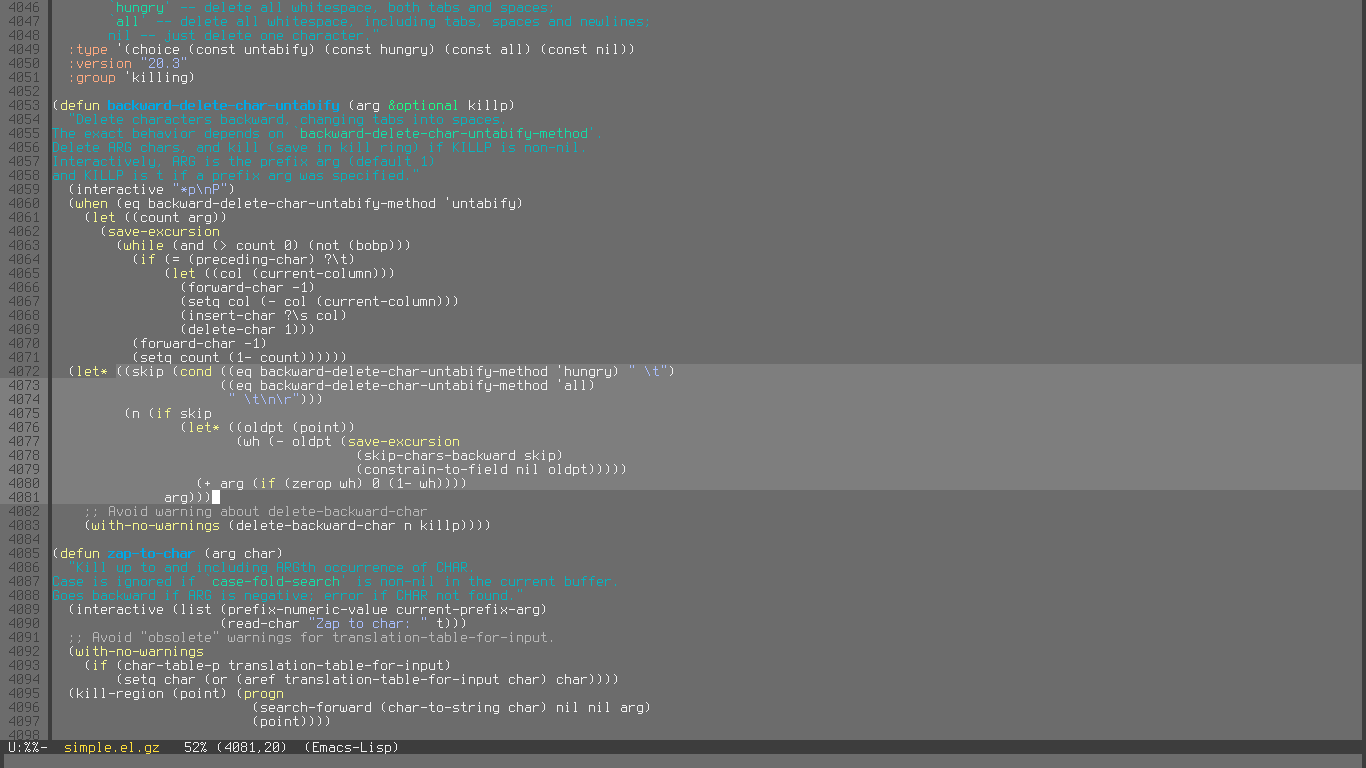 4046       `hungry' -- delete all whitespace, both tabs and spaces;
4047       `all' -- delete all whitespace, including tabs, spaces and newlines;
4048       nil -- just delete one character."
4049  :type '(choice (const untabify) (const hungry) (const all) (const nil))
4050  :version "20.3"
4051  :group 'killing)
4052
4053 (defun backward-delete-char-untabify (arg &optional killp)
4054   "Delete characters backward, changing tabs into spaces.
4055 The exact behavior depends on `backward-delete-char-untabify-method'.
4056 Delete ARG chars, and kill (save in kill ring) if KILLP is non-nil.
4057 Interactively, ARG is the prefix arg (default 1)
4058 and KILLP is t if a prefix arg was specified."
4059   (interactive "*p\nP")
4060   (when (eq backward-delete-char-untabify-method 'untabify)
4061     (let ((count arg))
4062       (save-excursion
4063         (while (and (> count 0) (not (bobp)))
4064           (if (= (preceding-char) ?\t)
4065               (let ((col (current-column)))
4066                 (forward-char -1)
4067                 (setq col (- col (current-column)))
4068                 (insert-char ?\s col)
4069                 (delete-char 1)))
4070           (forward-char -1)
4071           (setq count (1- count))))))
4072   (let* ((skip (cond ((eq backward-delete-char-untabify-method 'hungry) " \t")
4073                      ((eq backward-delete-char-untabify-method 'all)
4074                       " \t\n\r")))
4075          (n (if skip
4076                 (let* ((oldpt (point))
4077                        (wh (- oldpt (save-excursion
4078                                       (skip-chars-backward skip)
4079                                       (constrain-to-field nil oldpt)))))
4080                   (+ arg (if (zerop wh) 0 (1- wh))))
4081               arg)))
4082     ;; Avoid warning about delete-backward-char
4083     (with-no-warnings (delete-backward-char n killp))))
4084
4085 (defun zap-to-char (arg char)
4086   "Kill up to and including ARGth occurrence of CHAR.
4087 Case is ignored if `case-fold-search' is non-nil in the current buffer.
4088 Goes backward if ARG is negative; error if CHAR not found."
4089   (interactive (list (prefix-numeric-value current-prefix-arg)
4090                      (read-char "Zap to char: " t)))
4091   ;; Avoid "obsolete" warnings for translation-table-for-input.
4092   (with-no-warnings
4093     (if (char-table-p translation-table-for-input)
4094         (setq char (or (aref translation-table-for-input char) char))))
4095   (kill-region (point) (progn
4096                          (search-forward (char-to-string char) nil nil arg)
4097                          (point))))
4098
U:%%-  simple.el.gz   52% (4081,20)  (Emacs-Lisp)